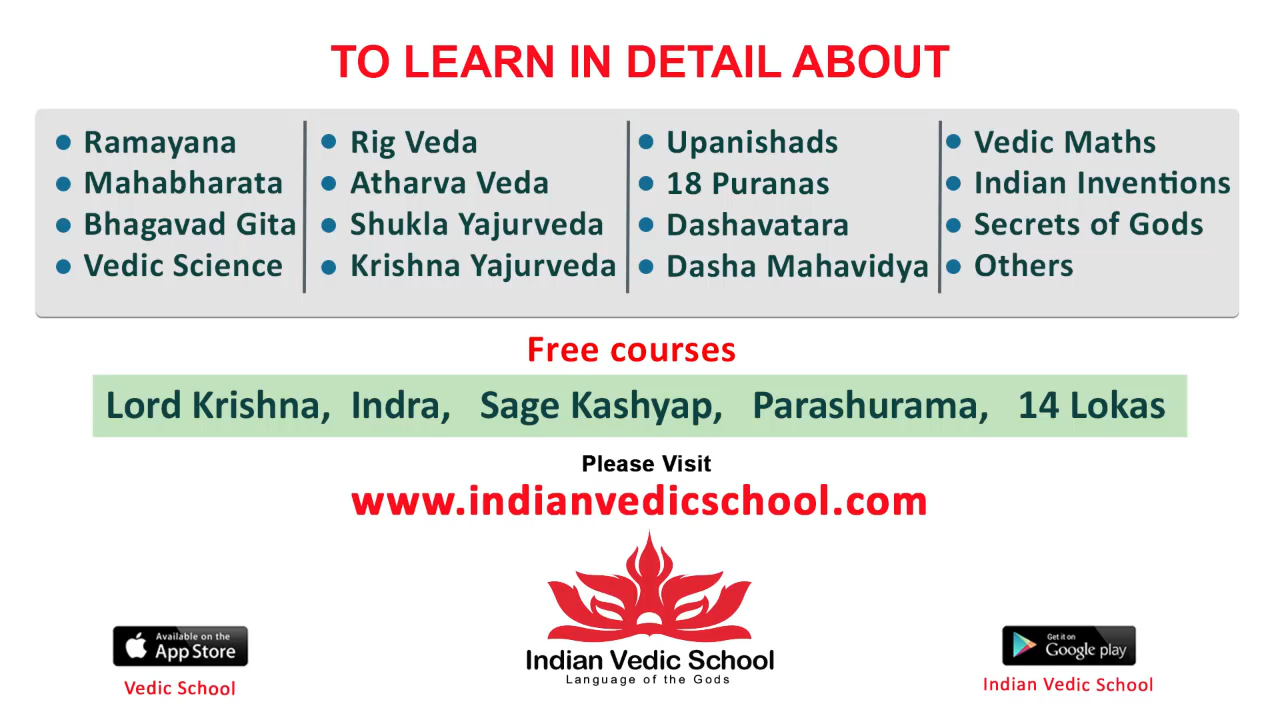 TO LEARN IN DETAIL ABOUT
Ramayana
Mahabharata
Bhagavad Gita
Vedic Science
Rig Veda
Atharva Veda
Shukla Yajurveda
Krishna Yajurveda
Upanishads
18 Puranas
Dashavatara
Dasha Mahavidya
Vedic Maths
Indian Inventions
Secrets of Gods
Others
Free courses
Lord Krishna, Indra, Sage Kashyap, Parashurama, 14 Lokas
Please Visit
www.indianvedicschool.com
Indian Vedic School
Language of the Gods
Available on the
App Store
Vedic School
Get it on
Google play
Indian Vedic School